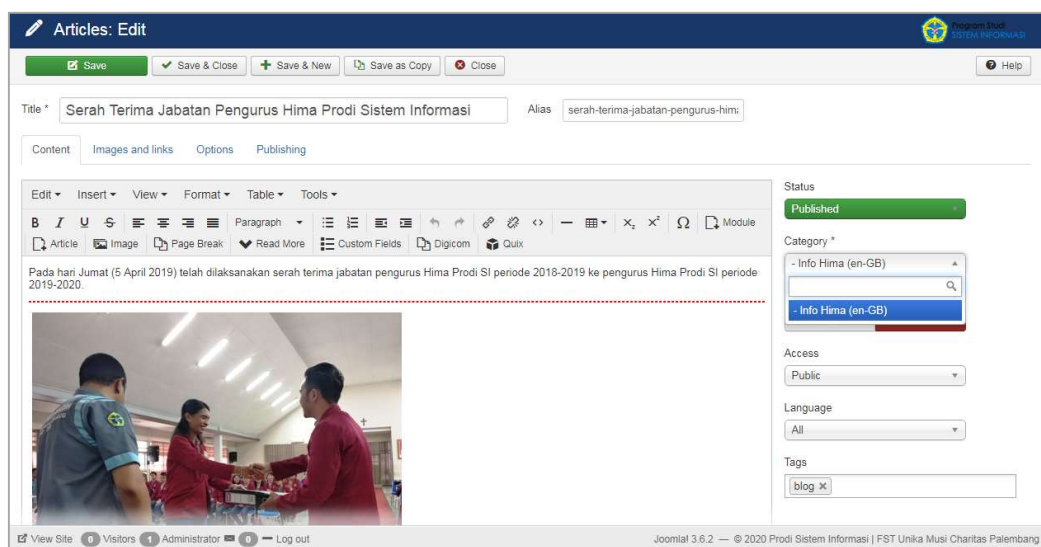 Articles: Edit
Program Studi
SISTEM INFORMASI
Save
Save & Close
Save & New
Save as Copy
Close
Help
Title * Serah Terima Jabatan Pengurus Hima Prodi Sistem Informasi
Alias serah-terima-jabatan-pengurus-hima
Content Images and links Options Publishing
Edit Insert View Format Table Tools
B I U S Paragraph x₂ x² Ω Module
Article Image Page Break Read More Custom Fields Digicom Quix
Pada hari Jumat (5 April 2019) telah dilaksanakan serah terima jabatan pengurus Hima Prodi SI periode 2018-2019 ke pengurus Hima Prodi SI periode
2019-2020.
Status
Published
Category *
- Info Hima (en-GB)
- Info Hima (en-GB)
Access
Public
Language
All
Tags
blog
View Site 0 Visitors 1 Administrator 0 Log out
Joomla! 3.6.2 — © 2020 Prodi Sistem Informasi | FST Unika Musi Charitas Palembang